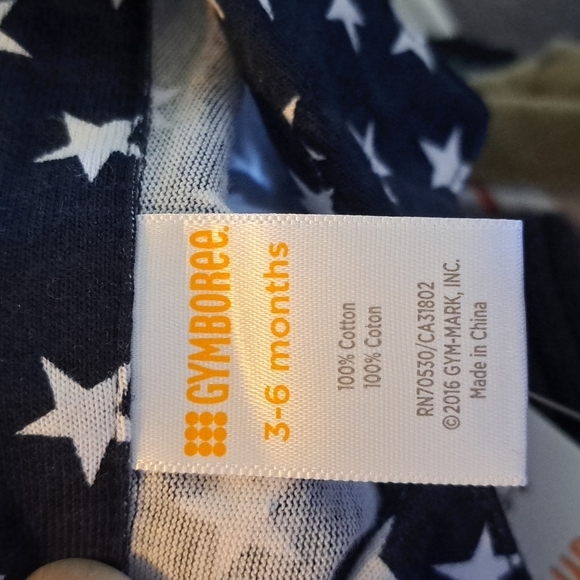 GYMBOREE.
3-6 months
100% Cotton
100% Coton
RN70530/CA31802
©2016 GYM-MARK, INC.
Made in China